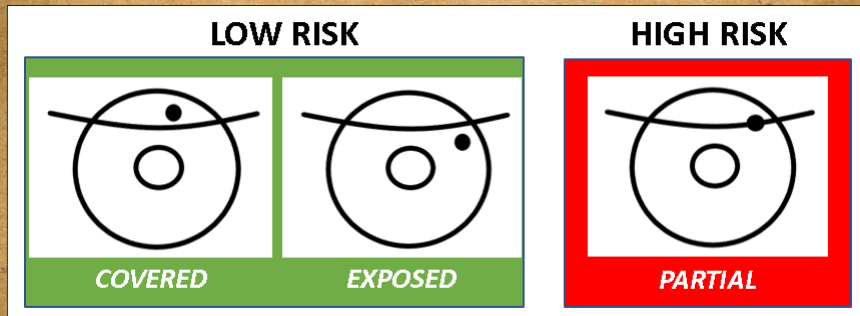 LOW RISK
HIGH RISK
COVERED
EXPOSED
PARTIAL